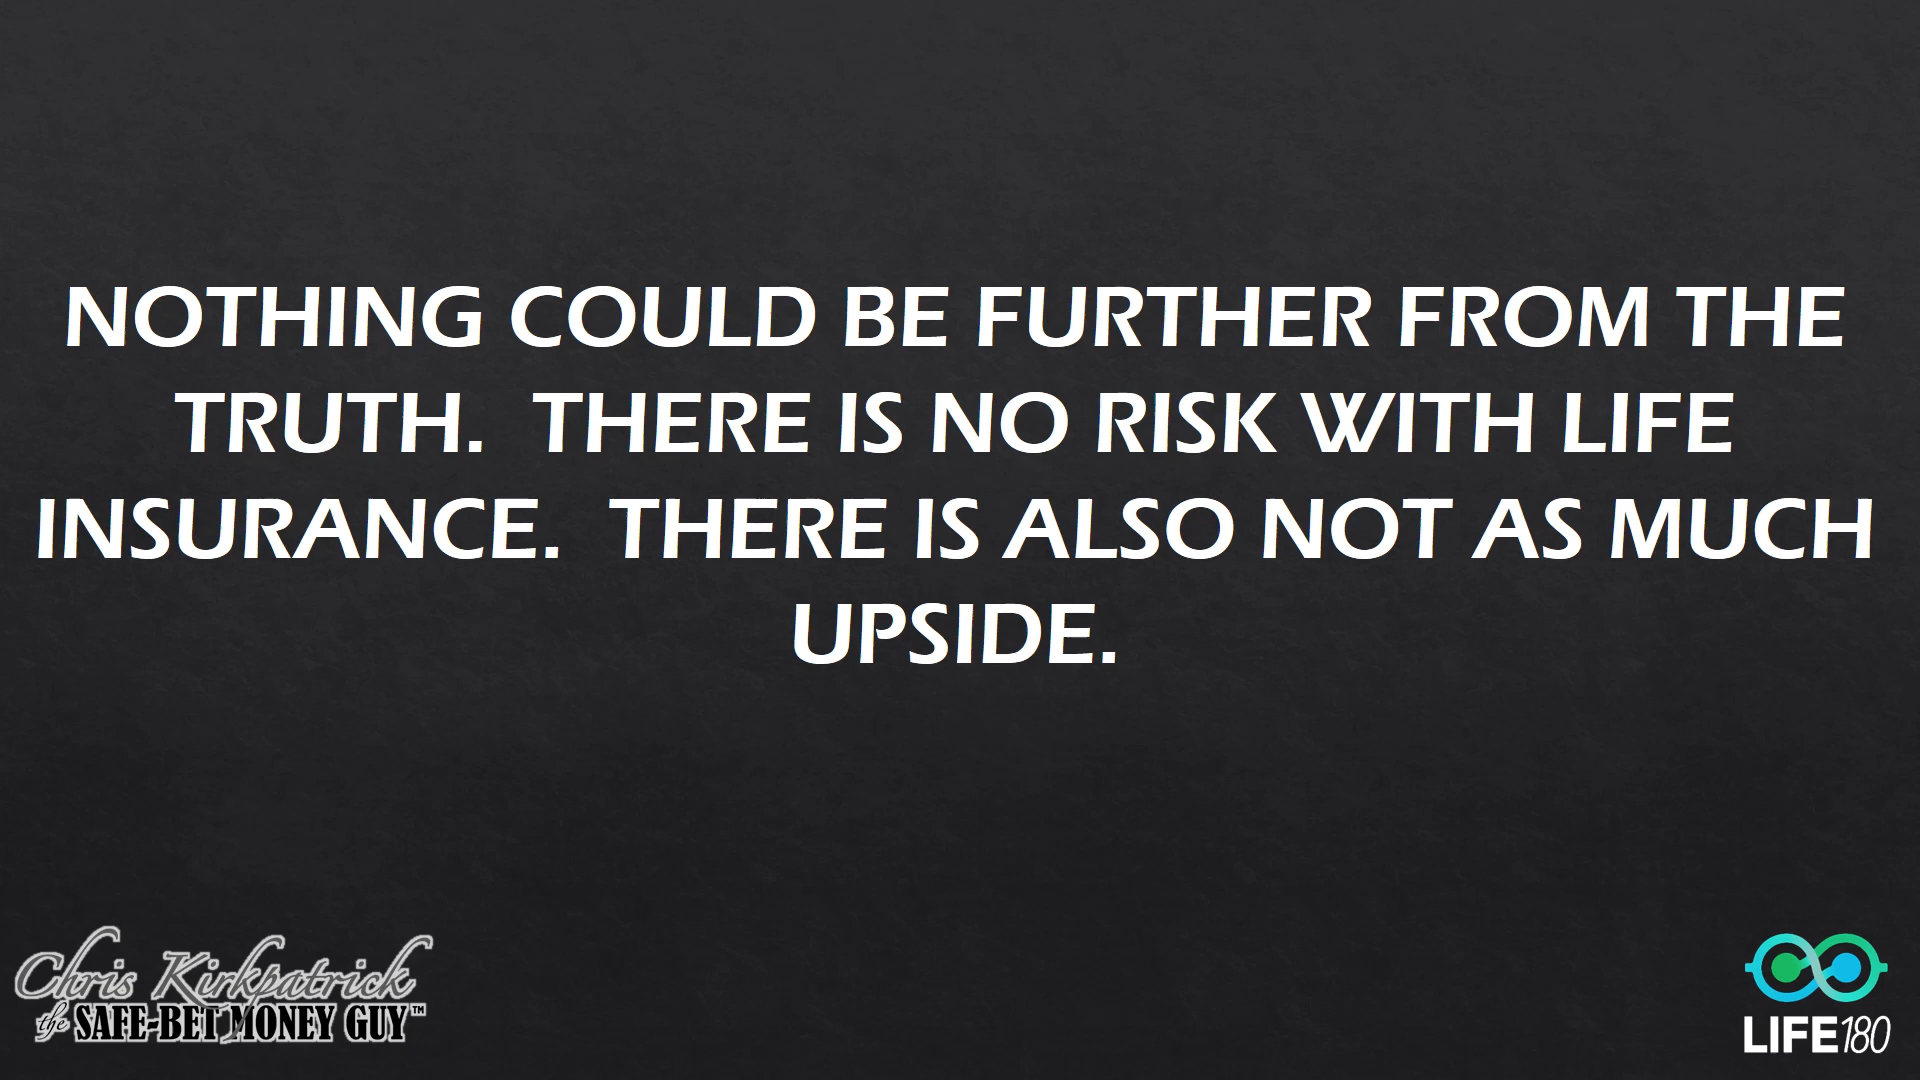 NOTHING COULD BE FURTHER FROM THE
TRUTH.  THERE IS NO RISK WITH LIFE
INSURANCE.  THERE IS ALSO NOT AS MUCH
UPSIDE.
Chris Kirkpatrick
the SAFE-BET MONEY GUY™
LIFE180